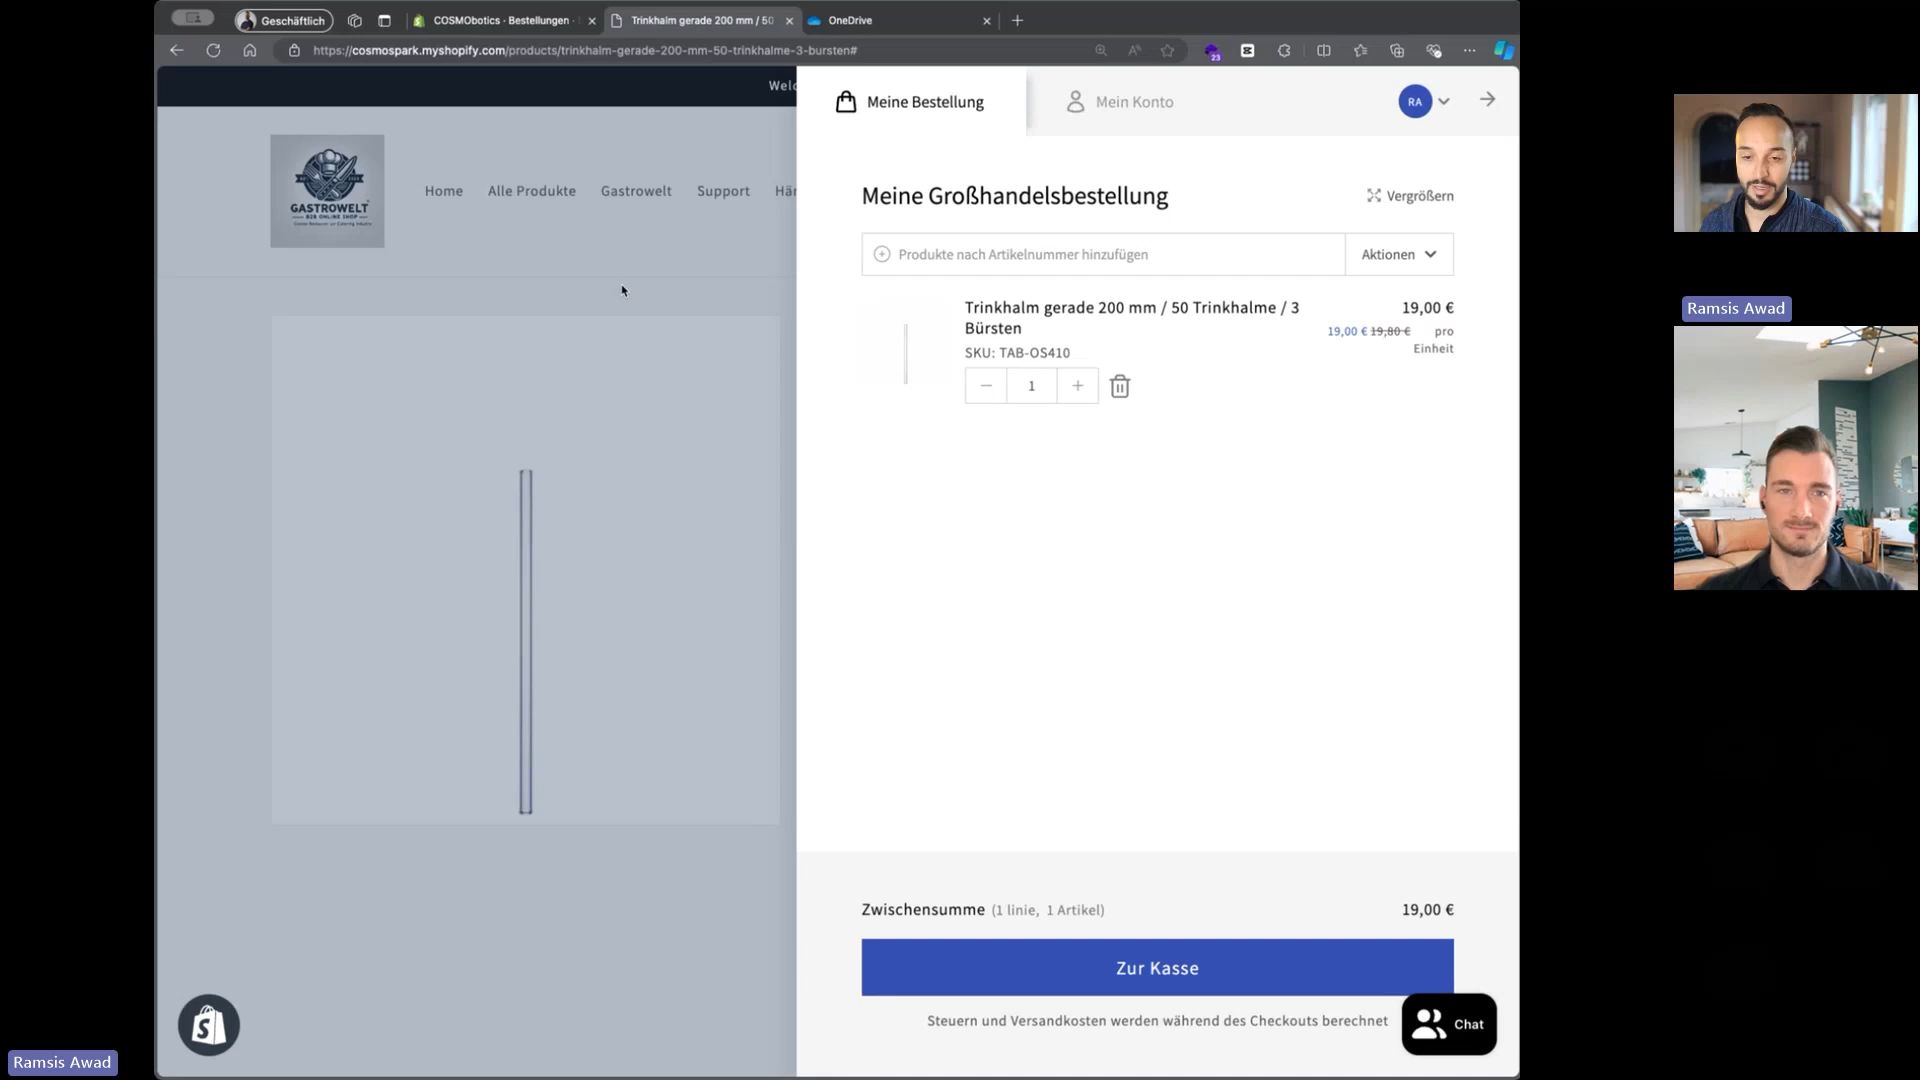 Geschäftlich
COSMObotics · Bestellungen ·
Trinkhalm gerade 200 mm / 50
OneDrive
https://cosmospark.myshopify.com/products/trinkhalm-gerade-200-mm-50-trinkhalme-3-bursten#
23
GASTROWELT
B2B ONLINE SHOP
Home
Alle Produkte
Gastrowelt
Support
Meine Bestellung
Mein Konto
RA
Meine Großhandelsbestellung
Vergrößern
Produkte nach Artikelnummer hinzufügen
Aktionen
Trinkhalm gerade 200 mm / 50 Trinkhalme / 3
Bürsten
SKU: TAB-OS410
1
19,00 €
19,00 € 19,80 € pro
Einheit
Zwischensumme (1 linie, 1 Artikel)
19,00 €
Zur Kasse
Steuern und Versandkosten werden während des Checkouts berechnet
Chat
Ramsis Awad
Ramsis Awad